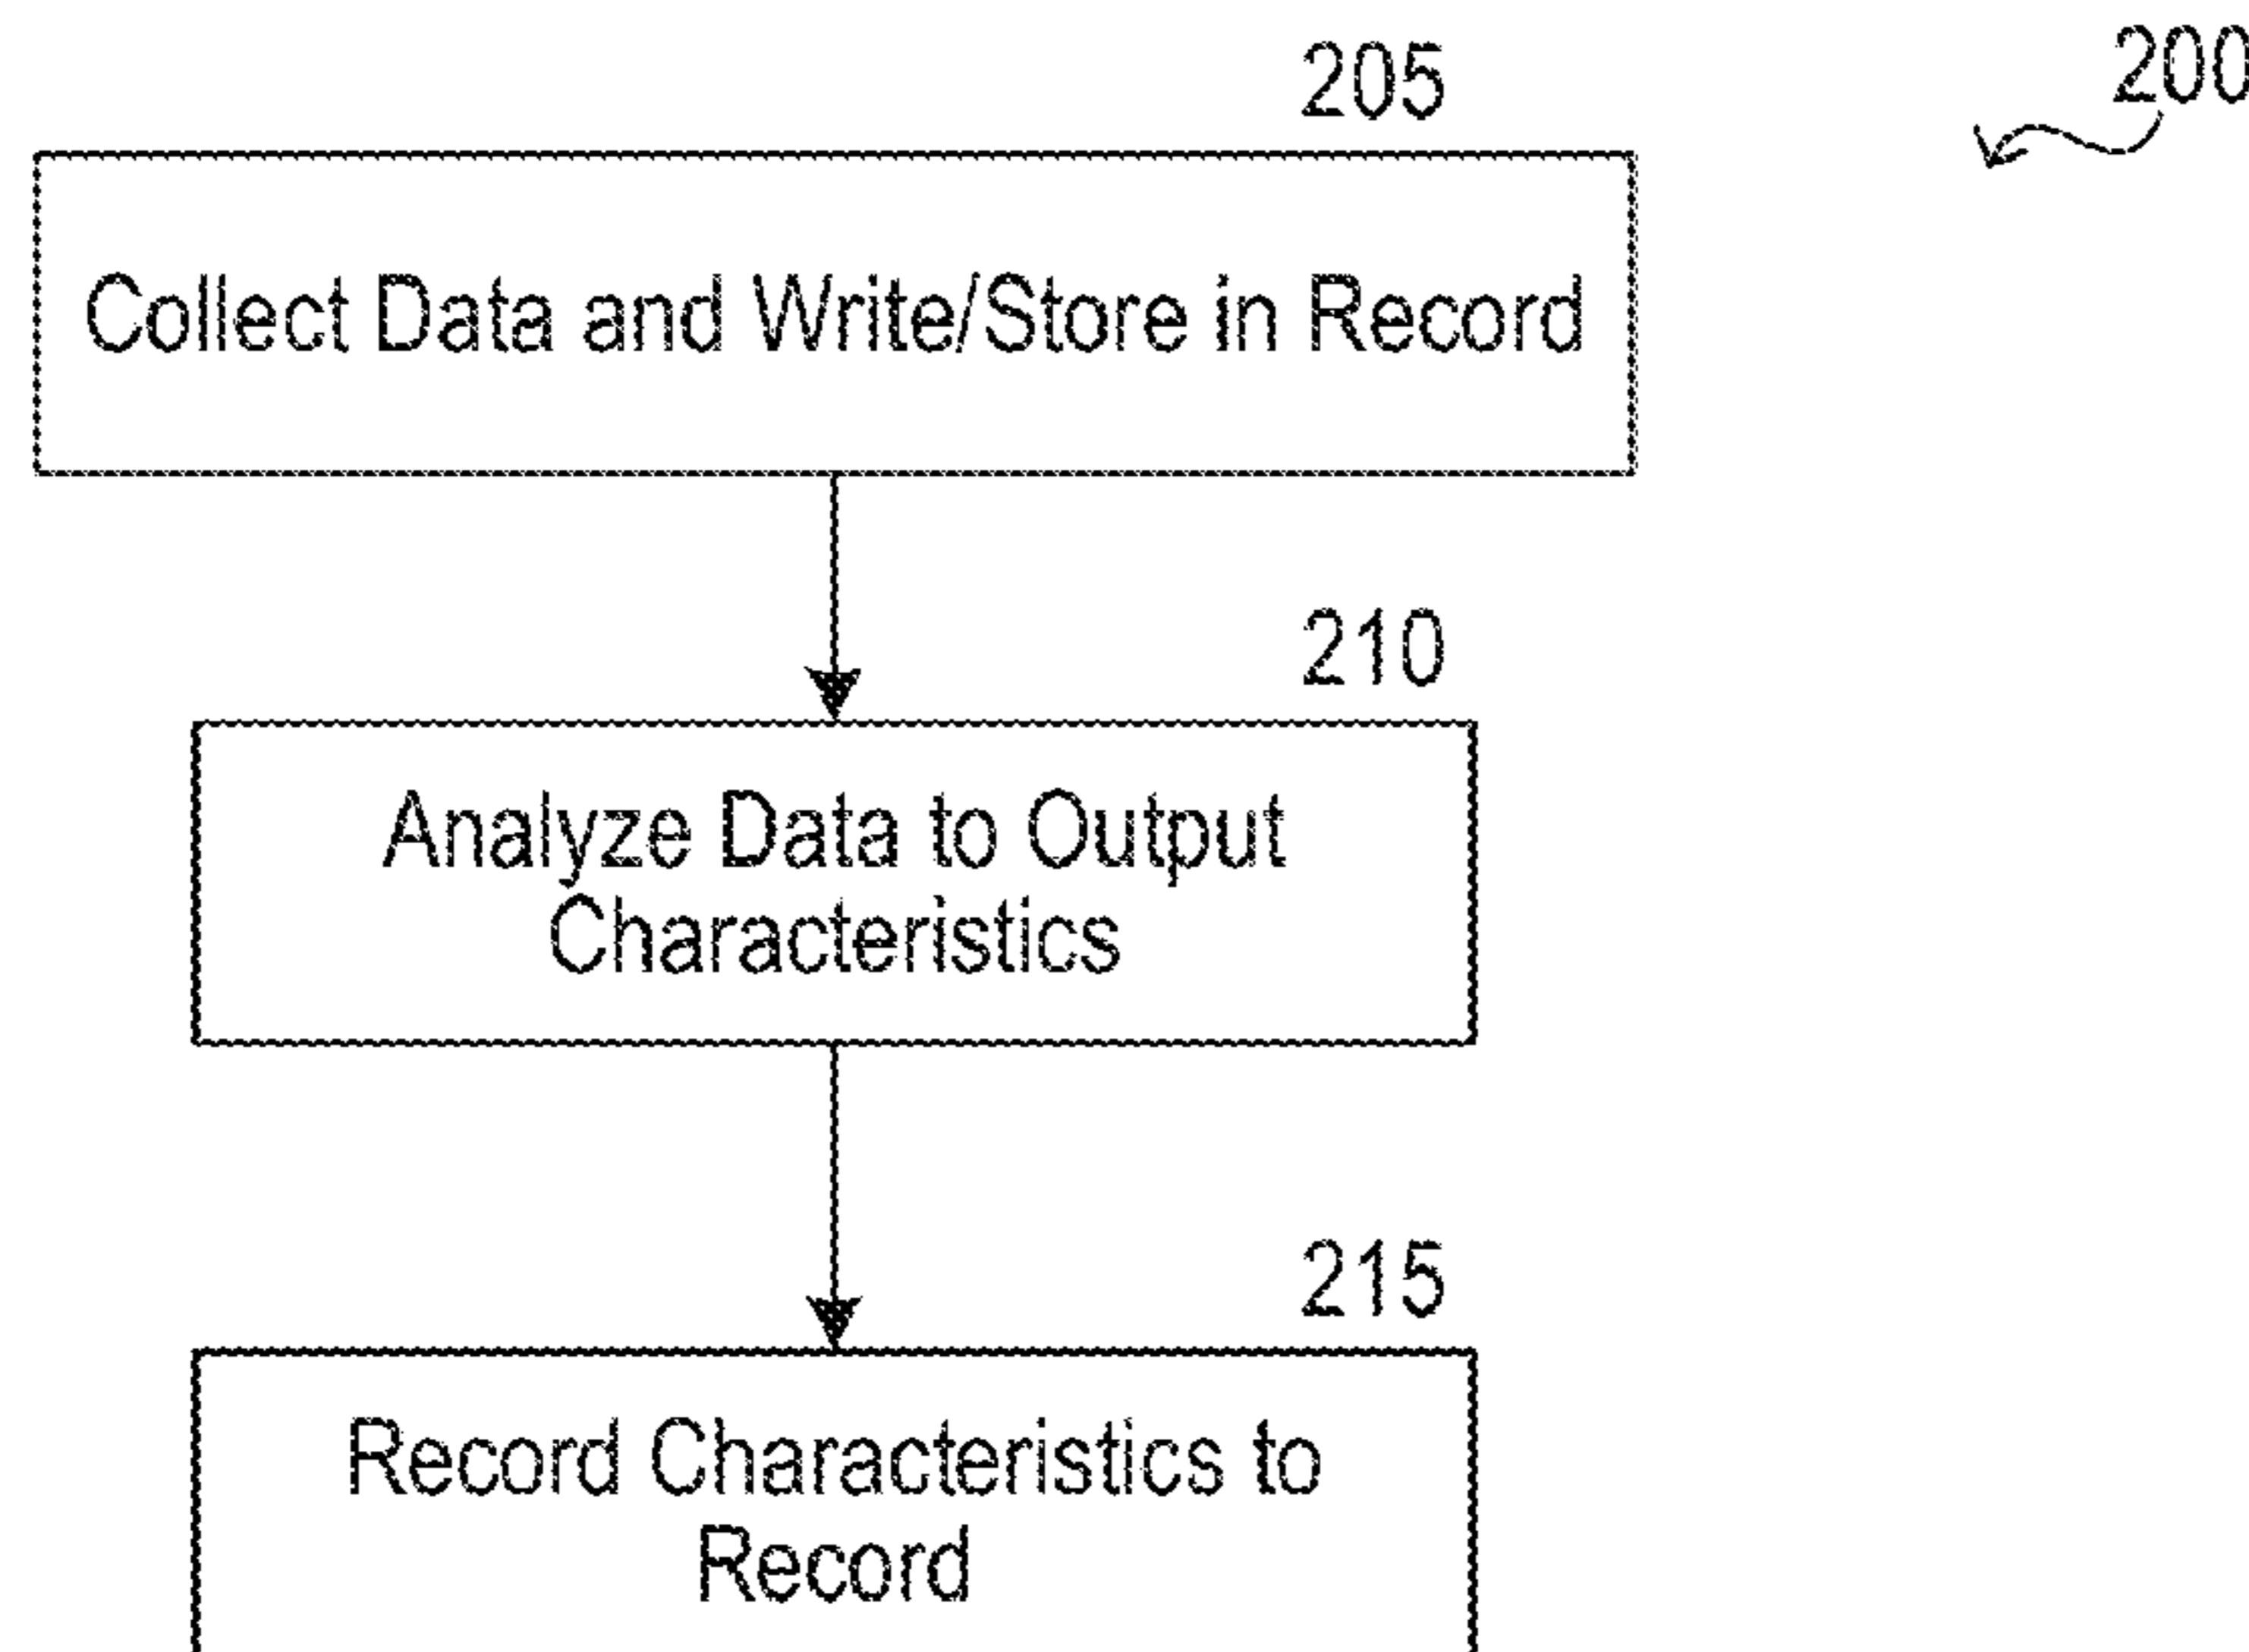 205
200
Collect Data and Write/Store in Record
210
Analyze Data to Output
Characteristics
215
Record Characteristics to
Record